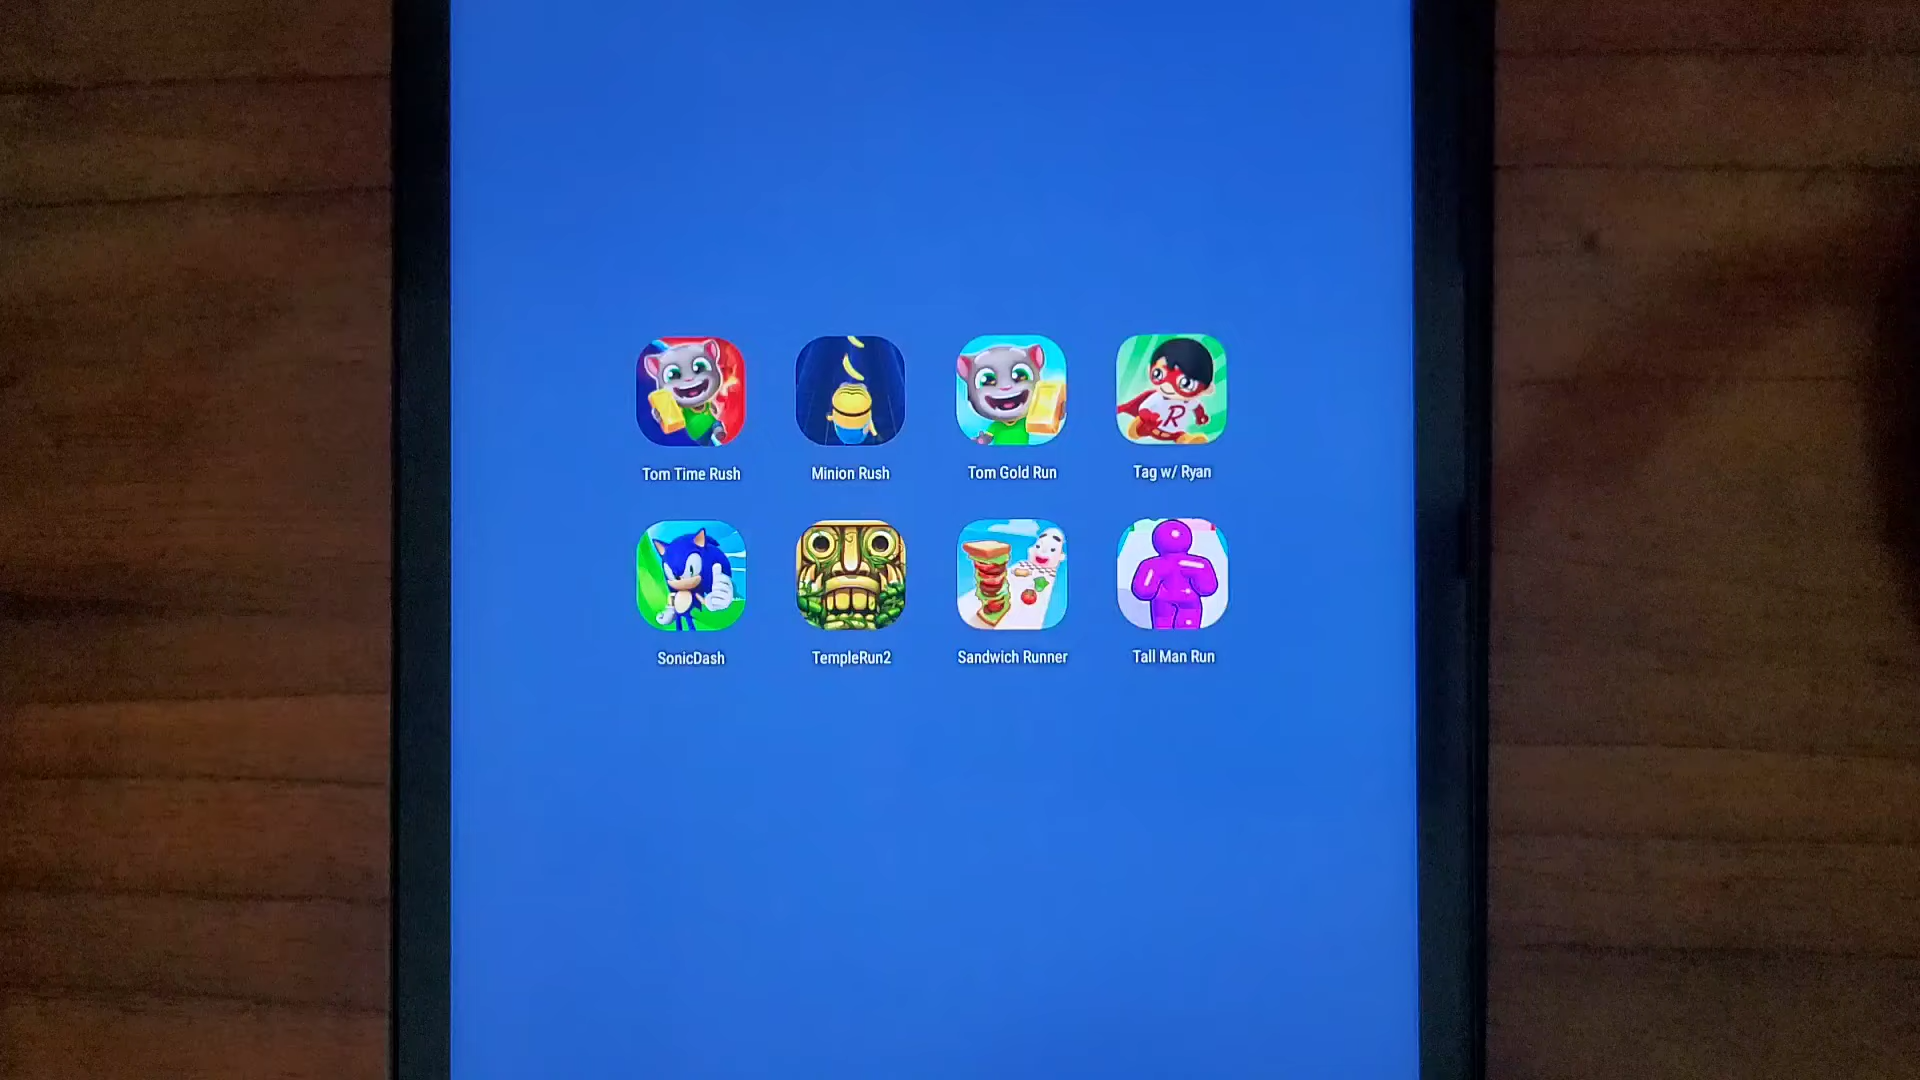 Tom Time Rush
Minion Rush
Tom Gold Run
Tag w/ Ryan
R
SonicDash
TempleRun2
Sandwich Runner
Tall Man Run